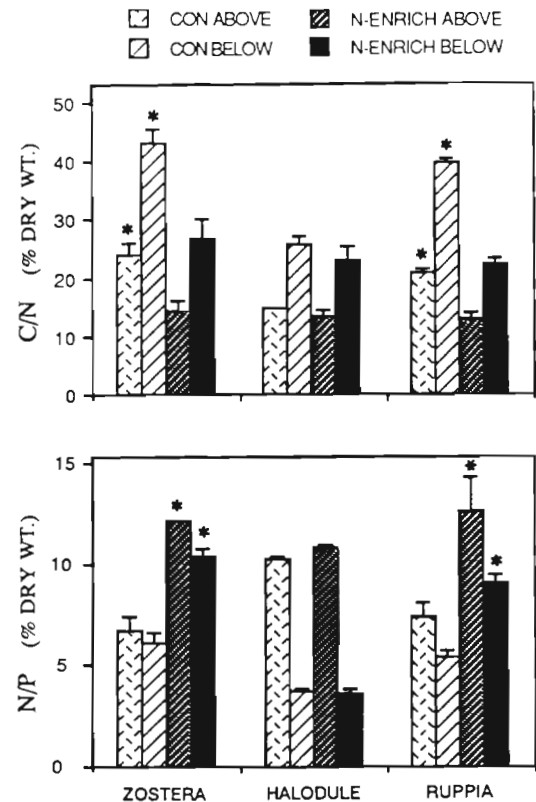 CON ABOVE N-ENRICH ABOVE
CON BELOW N-ENRICH BELOW
C/N (% DRY WT.)
50
40
30
20
10
0
* * * *
N/P (% DRY WT.)
15
10
5
0
* * * *
ZOSTERA HALODULE RUPPIA